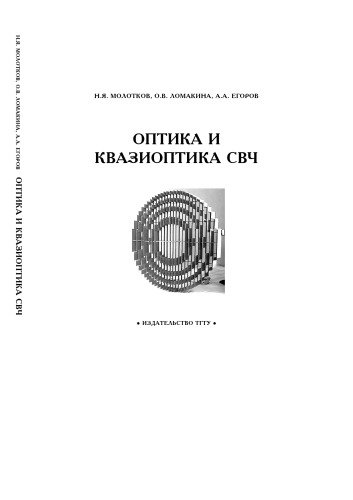 Н.Я. МОЛОТКОВ, О.В. ЛОМАКИНА, А.А. ЕГОРОВ
ОПТИКА И КВАЗИОПТИКА СВЧ
Н.Я. МОЛОТКОВ, О.В. ЛОМАКИНА, А.А. ЕГОРОВ
ОПТИКА И
КВАЗИОПТИКА СВЧ
● ИЗДАТЕЛЬСТВО ТГТУ ●